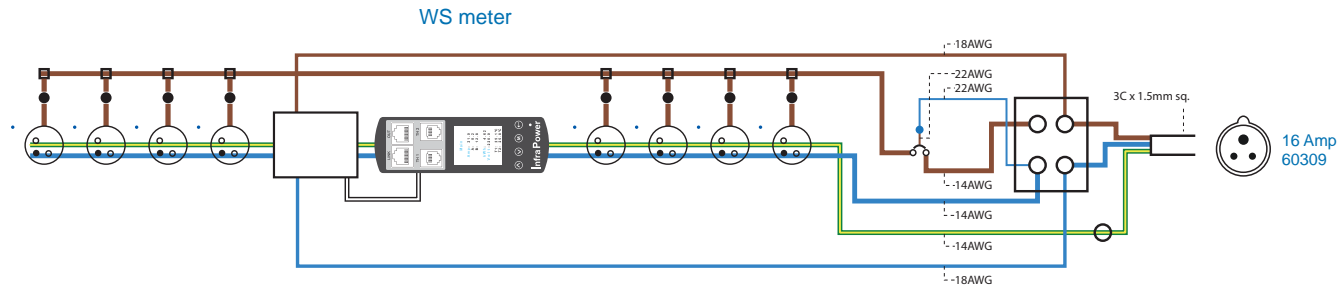 WS meter
18AWG
22AWG
22AWG
3C x 1.5mm sq.
InfraPower
16 Amp
60309
14AWG
14AWG
14AWG
18AWG